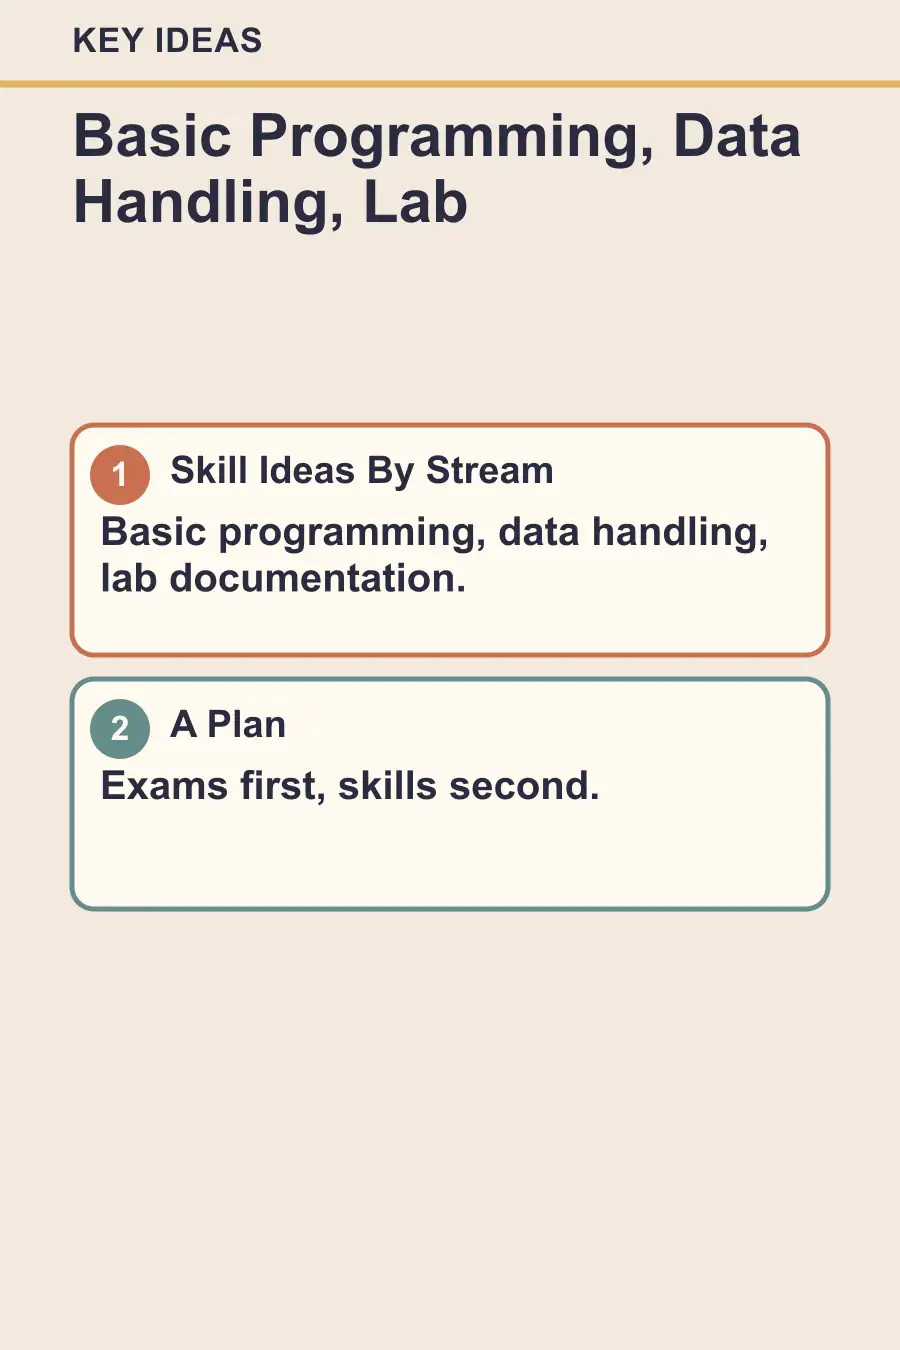 KEY IDEAS
Basic Programming, Data
Handling, Lab
1 Skill Ideas By Stream
Basic programming, data handling,
lab documentation.
2 A Plan
Exams first, skills second.